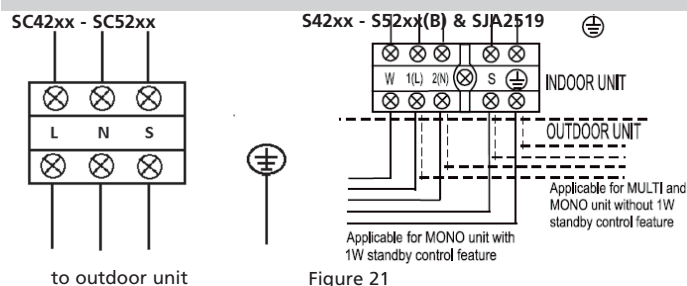 SC42xx - SC52xx
L N S
to outdoor unit
S42xx - S52xx(B) & SJA2519
W 1(L) 2(N) S
INDOOR UNIT
OUTDOOR UNIT
Applicable for MULTI and
MONO unit without 1W
standby control feature
Applicable for MONO unit with
1W standby control feature
Figure 21